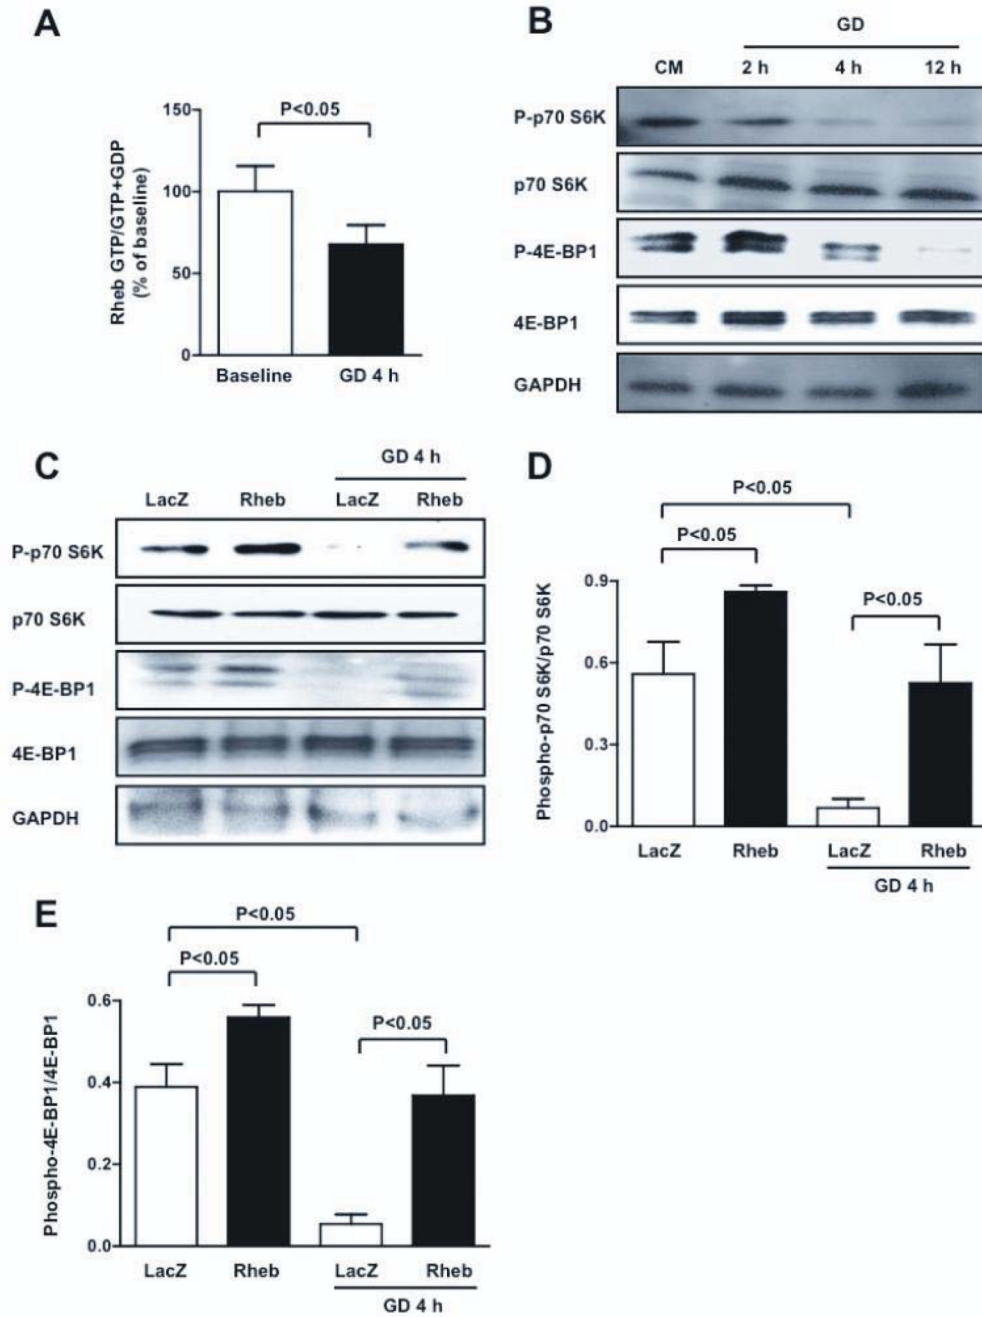 A
P<0.05
150
100
50
0
Rheb GTP/GTP+GDP
(% of baseline)
Baseline GD 4 h
B
GD
CM 2 h 4 h 12 h
P-p70 S6K
p70 S6K
P-4E-BP1
4E-BP1
GAPDH
C
GD 4 h
LacZ Rheb LacZ Rheb
P-p70 S6K
p70 S6K
P-4E-BP1
4E-BP1
GAPDH
D
P<0.05
P<0.05
P<0.05
0.9
0.6
0.3
0.0
Phospho-p70 S6K/p70 S6K
LacZ Rheb LacZ Rheb
GD 4 h
E
P<0.05
P<0.05
P<0.05
0.6
0.4
0.2
0.0
Phospho-4E-BP1/4E-BP1
LacZ Rheb LacZ Rheb
GD 4 h